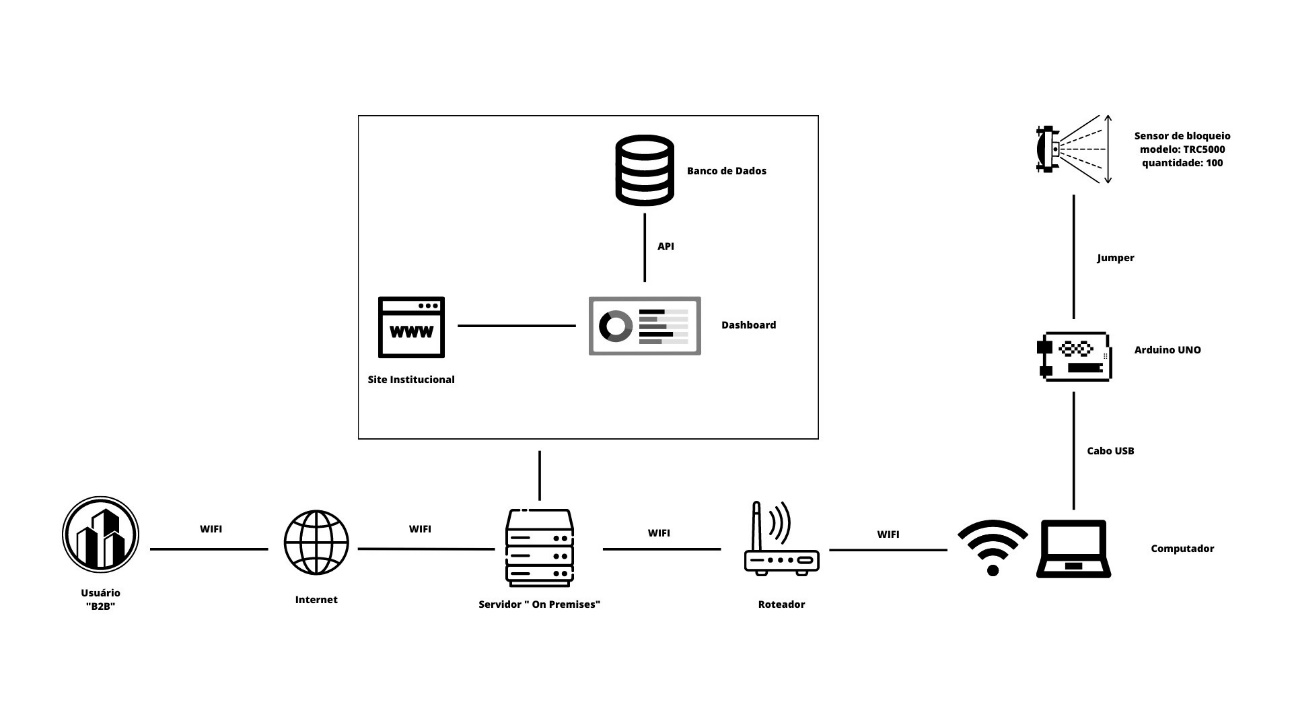 Banco de Dados
API
WWW
Dashboard
Site Institucional
Sensor de bloqueio
modelo: TRC5000
quantidade: 100
Jumper
Arduino UNO
Cabo USB
WIFI
WIFI
WIFI
WIFI
Usuário
"B2B"
Internet
Servidor " On Premises"
Roteador
Computador